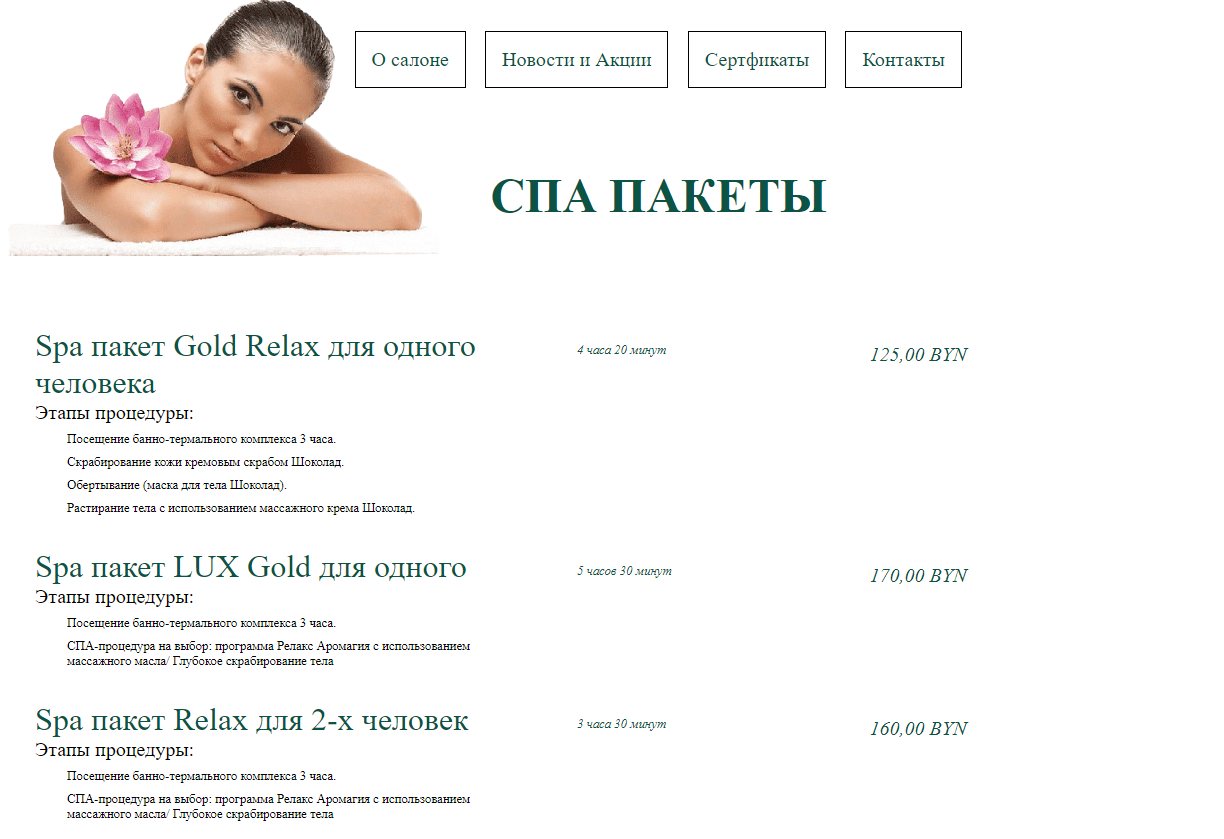 О салоне
Новости и Акции
Сертфикаты
Контакты
СПА ПАКЕТЫ
Spa пакет Gold Relax для одного
человека
4 часа 20 минут
125,00 BYN
Этапы процедуры:
Посещение банно-термального комплекса 3 часа.
Скрабирование кожи кремовым скрабом Шоколад.
Обертывание (маска для тела Шоколад).
Растирание тела с использованием массажного крема Шоколад.
Spa пакет LUX Gold для одного
5 часов 30 минут
170,00 BYN
Этапы процедуры:
Посещение банно-термального комплекса 3 часа.
СПА-процедура на выбор: программа Релакс Аромагия с использованием
массажного масла/ Глубокое скрабирование тела
Spa пакет Relax для 2-х человек
3 часа 30 минут
160,00 BYN
Этапы процедуры:
Посещение банно-термального комплекса 3 часа.
СПА-процедура на выбор: программа Релакс Аромагия с использованием
массажного масла/ Глубокое скрабирование тела